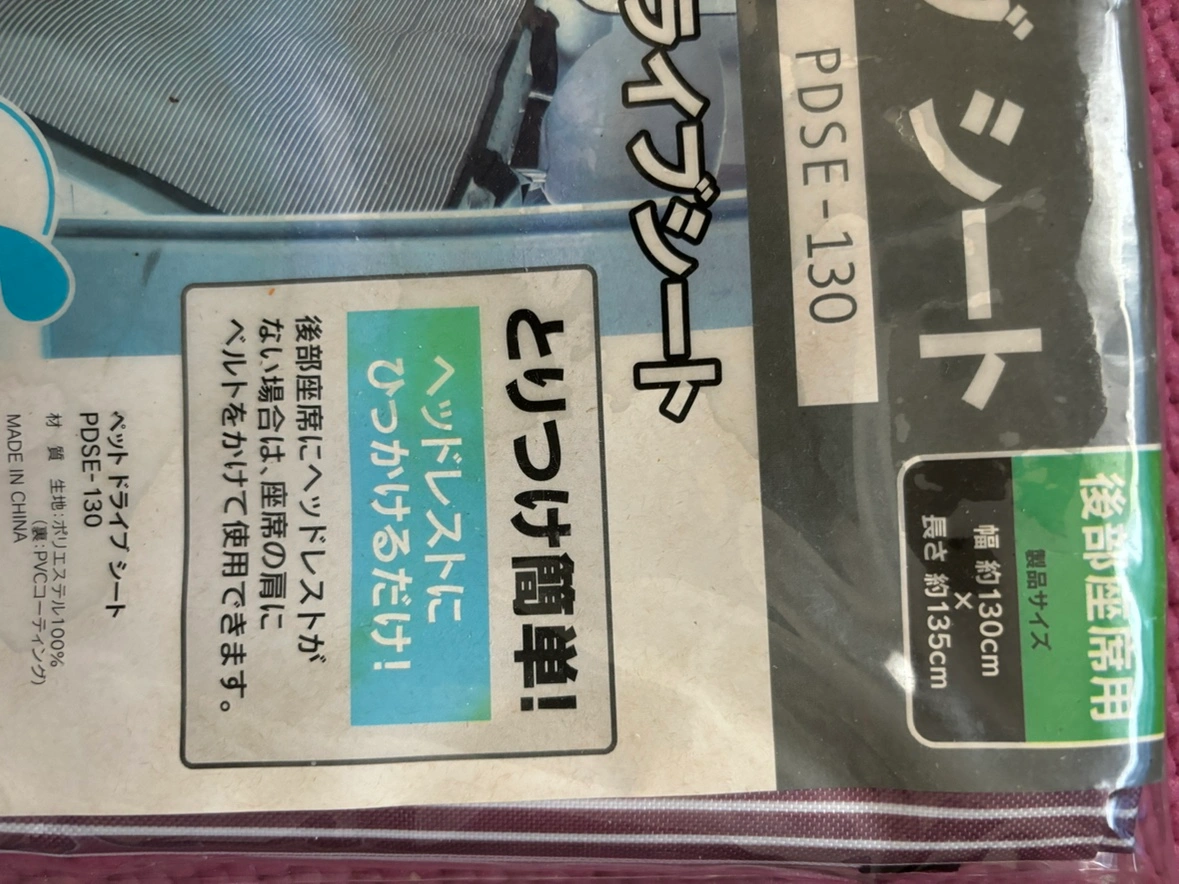 ブシート
PDSE-130
後部座席用
製品サイズ
幅 約130cm
×
長さ 約135cm
ライブシート
とりつけ簡単!
ヘッドレストに
ひっかけるだけ!
後部座席にヘッドレストが
ない場合は、座席の肩に
ベルトをかけて使用できます。
ペット ドライブ シート
PDSE-130
材 質 生地:ポリエステル100%
(裏:PVCコーティング)
MADE IN CHINA